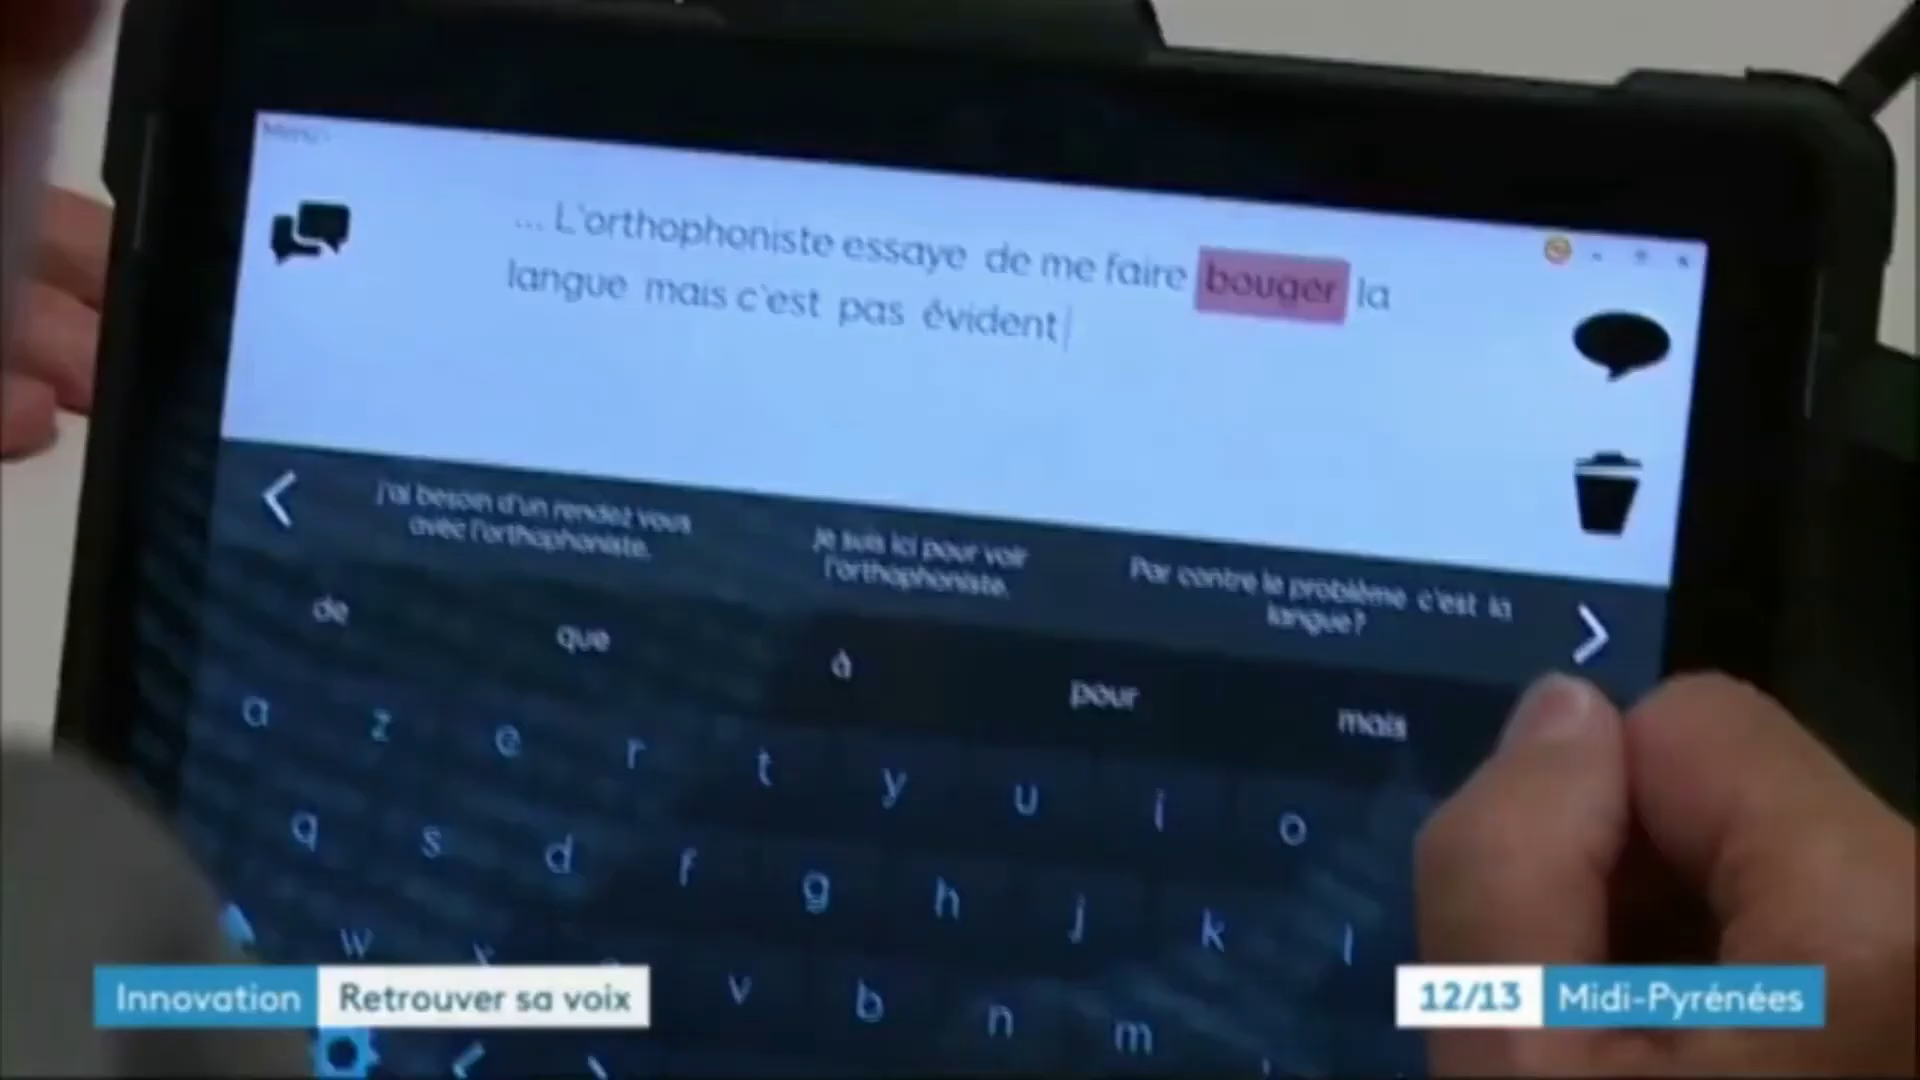 Menu
... L'orthophoniste essaye de me faire bouger la
langue mais c'est pas évident
j'ai besoin d'un rendez vous
avec l'orthophoniste.
je suis ici pour voir
l'orthophoniste.
Par contre le problème c'est la
langue?
de que à pour mais
a z e r t y u i o
q s d f g h j k l
w x v b n m
Innovation Retrouver sa voix
12/13 Midi-Pyrénées